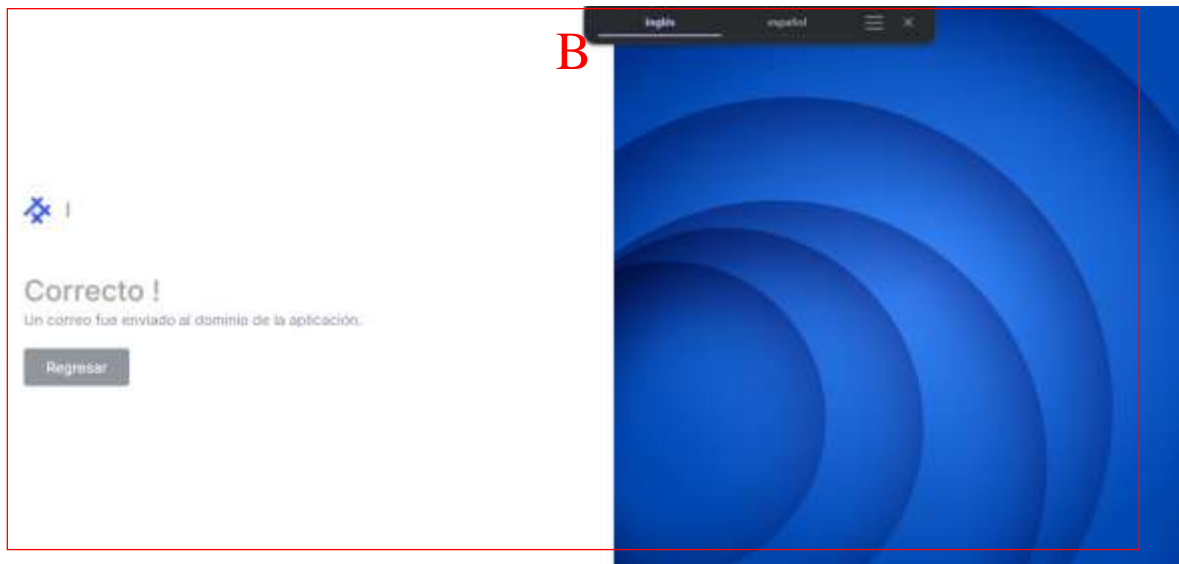 inglés español
B
Correcto !
Un correo fue enviado al dominio de la aplicación.
Regresar